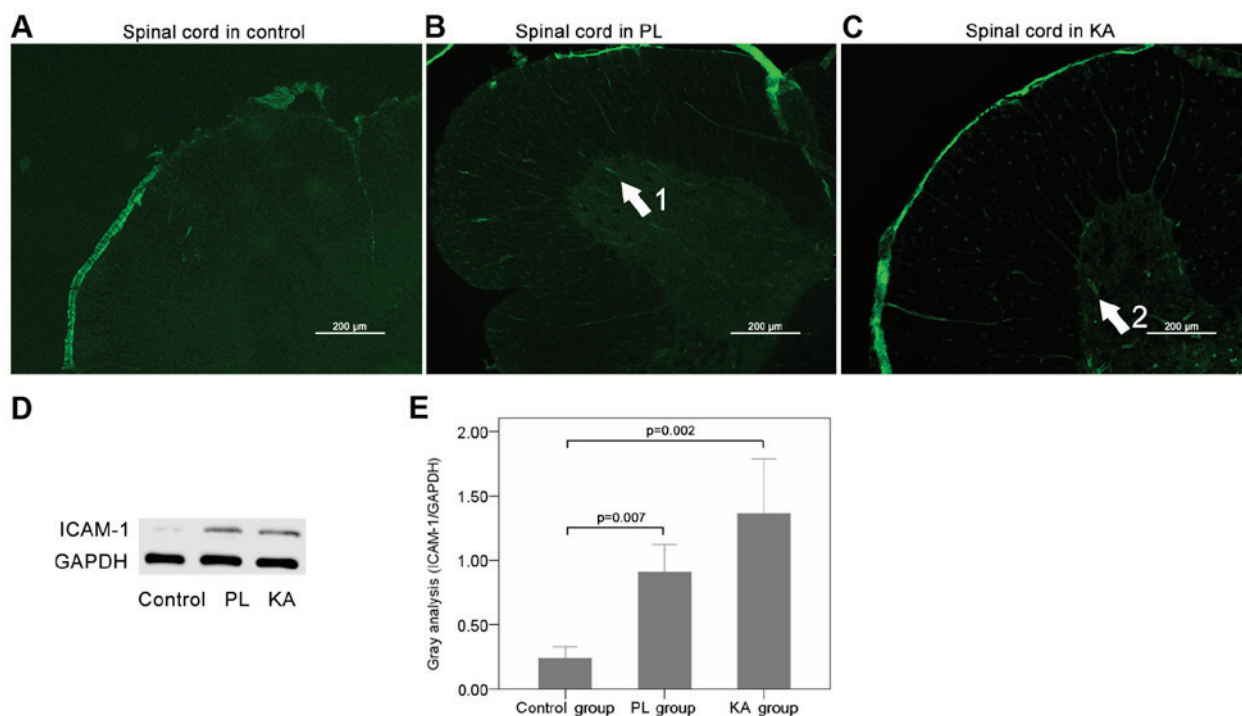 A Spinal cord in control
B Spinal cord in PL
C Spinal cord in KA
1
2
200 µm
200 µm
200 µm
D
ICAM-1
GAPDH
Control PL KA
E
Gray analysis (ICAM-1/GAPDH)
2.00
1.50
1.00
0.50
0.00
p=0.002
p=0.007
Control group PL group KA group